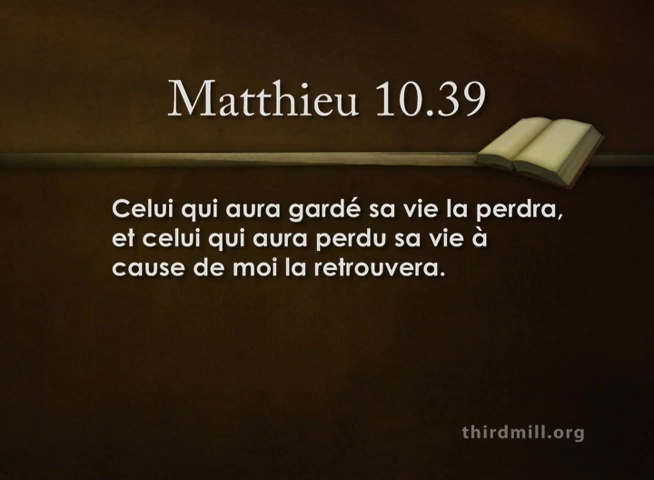 Matthieu 10.39
Celui qui aura gardé sa vie la perdra,
et celui qui aura perdu sa vie à
cause de moi la retrouvera.
thirdmill.org